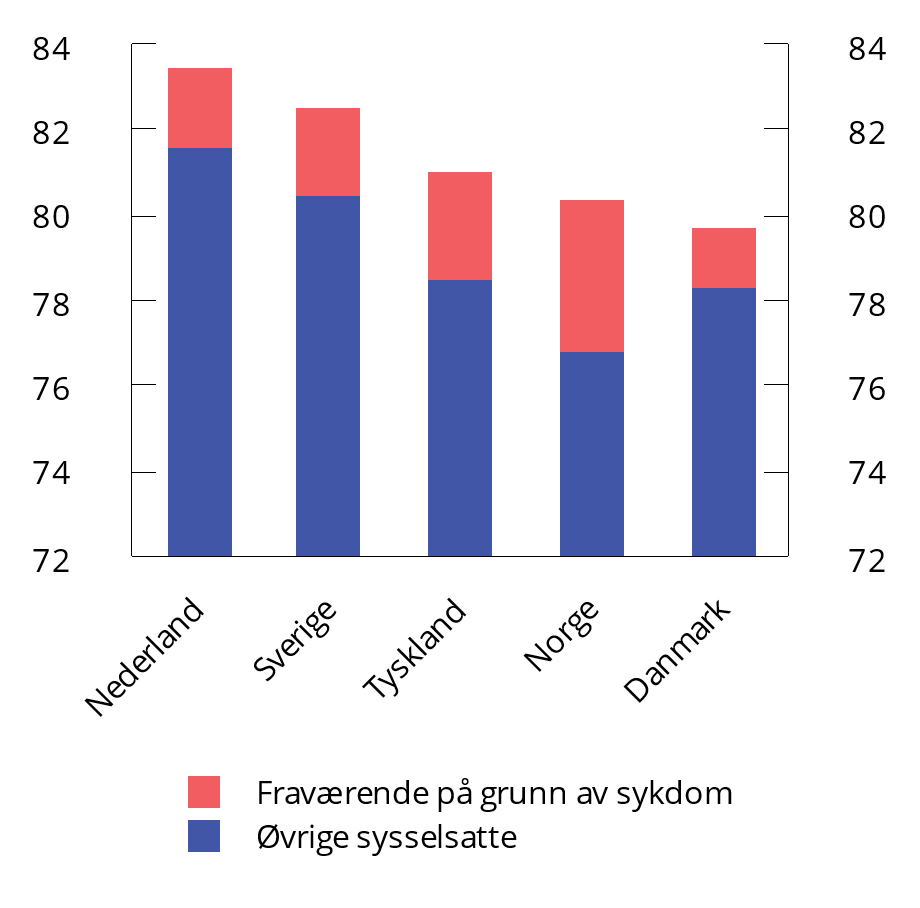 84 84
82 82
80 80
78 78
76 76
74 74
72 72
Nederland Sverige Tyskland Norge Danmark
Fraværende på grunn av sykdom
Øvrige sysselsatte